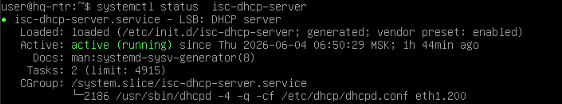 user@hq-rtr:~$ systemctl status  isc-dhcp-server
● isc-dhcp-server.service - LSB: DHCP server
Loaded: loaded (/etc/init.d/isc-dhcp-server; generated; vendor preset: enabled)
Active: active (running) since Thu 2026-06-04 06:50:29 MSK; 1h 44min ago
Docs: man:systemd-sysv-generator(8)
Tasks: 2 (limit: 4915)
CGroup: /system.slice/isc-dhcp-server.service
└─2186 /usr/sbin/dhcpd -4 -q -cf /etc/dhcp/dhcpd.conf eth1.200